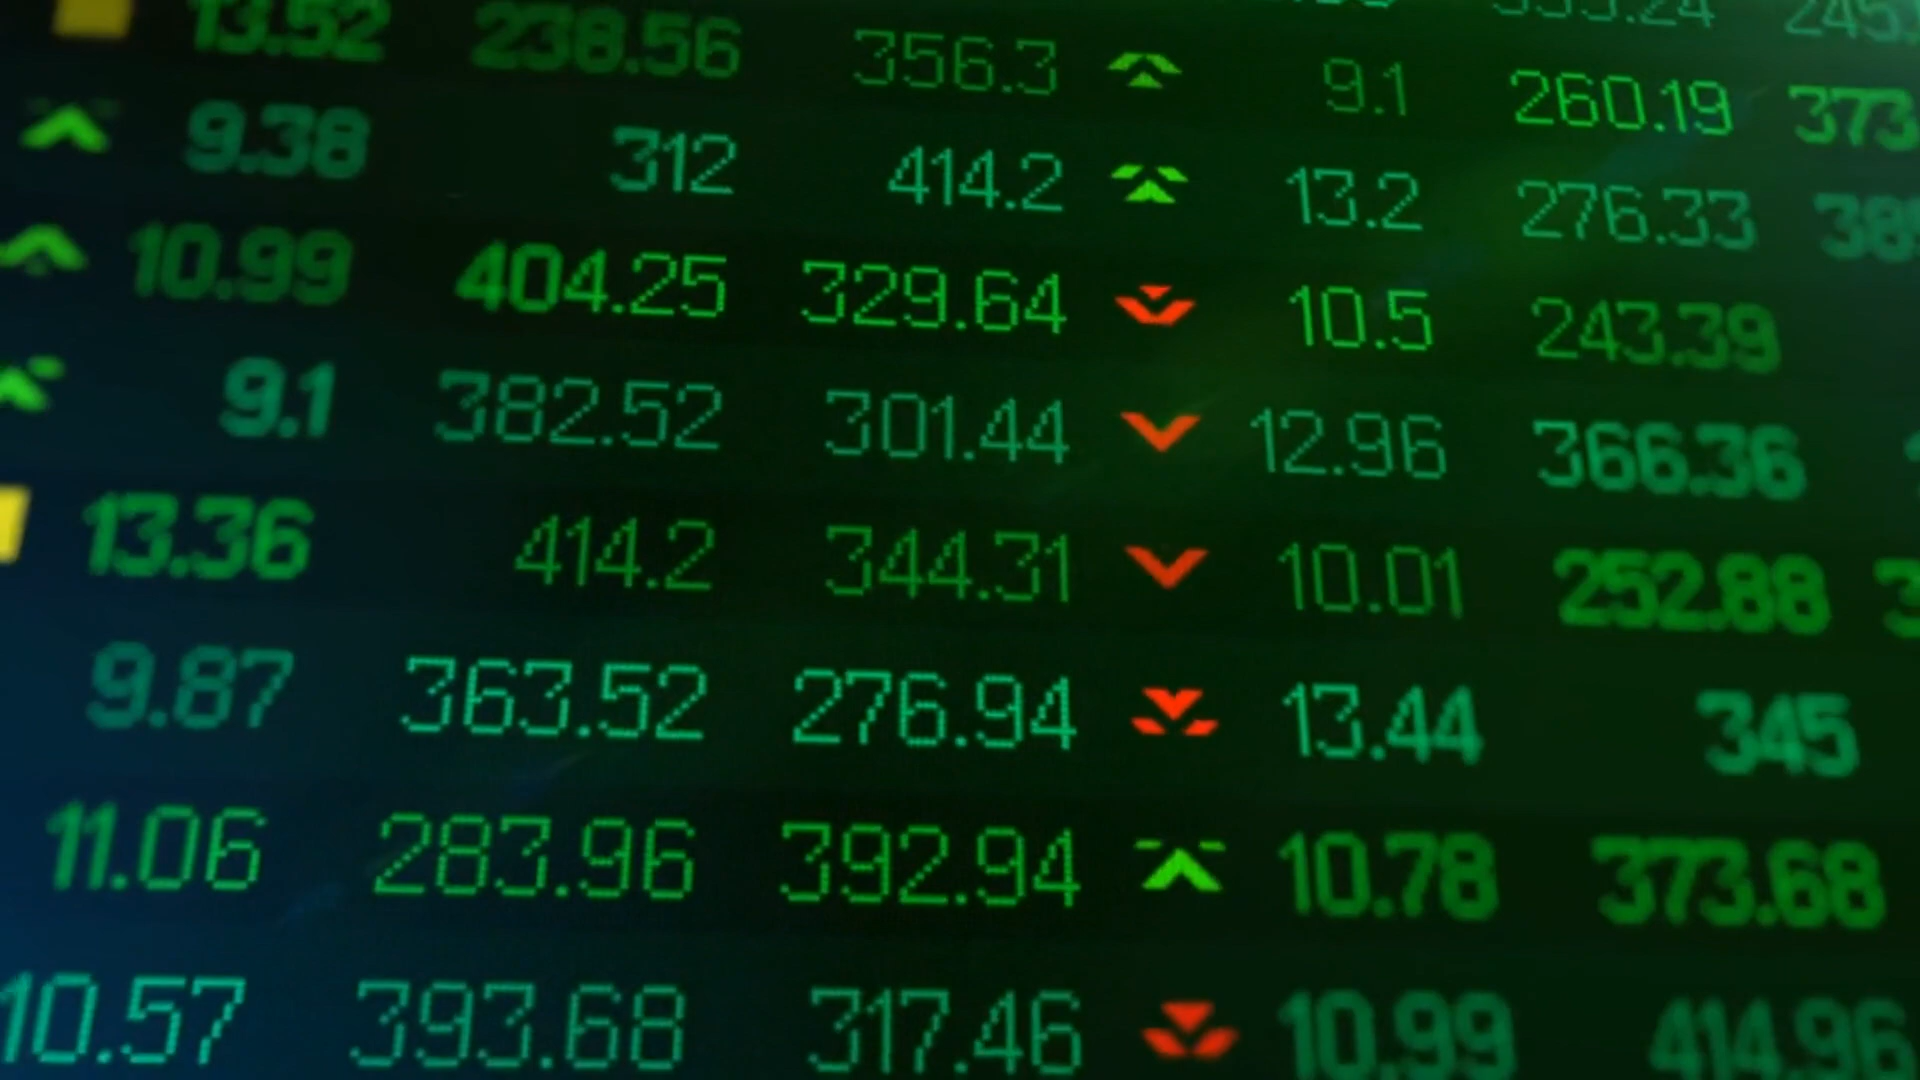 13.52 238.56 356.3 9.1 260.19 373
9.38 312 414.2 13.2 276.33
10.99 404.25 329.64 10.5 243.39
9.1 382.52 301.44 12.96 366.36
13.36 414.2 344.31 10.01 252.88
9.87 363.52 276.94 13.44 345
11.06 283.96 392.94 10.78 373.68
10.57 393.68 317.46 10.99 414.96